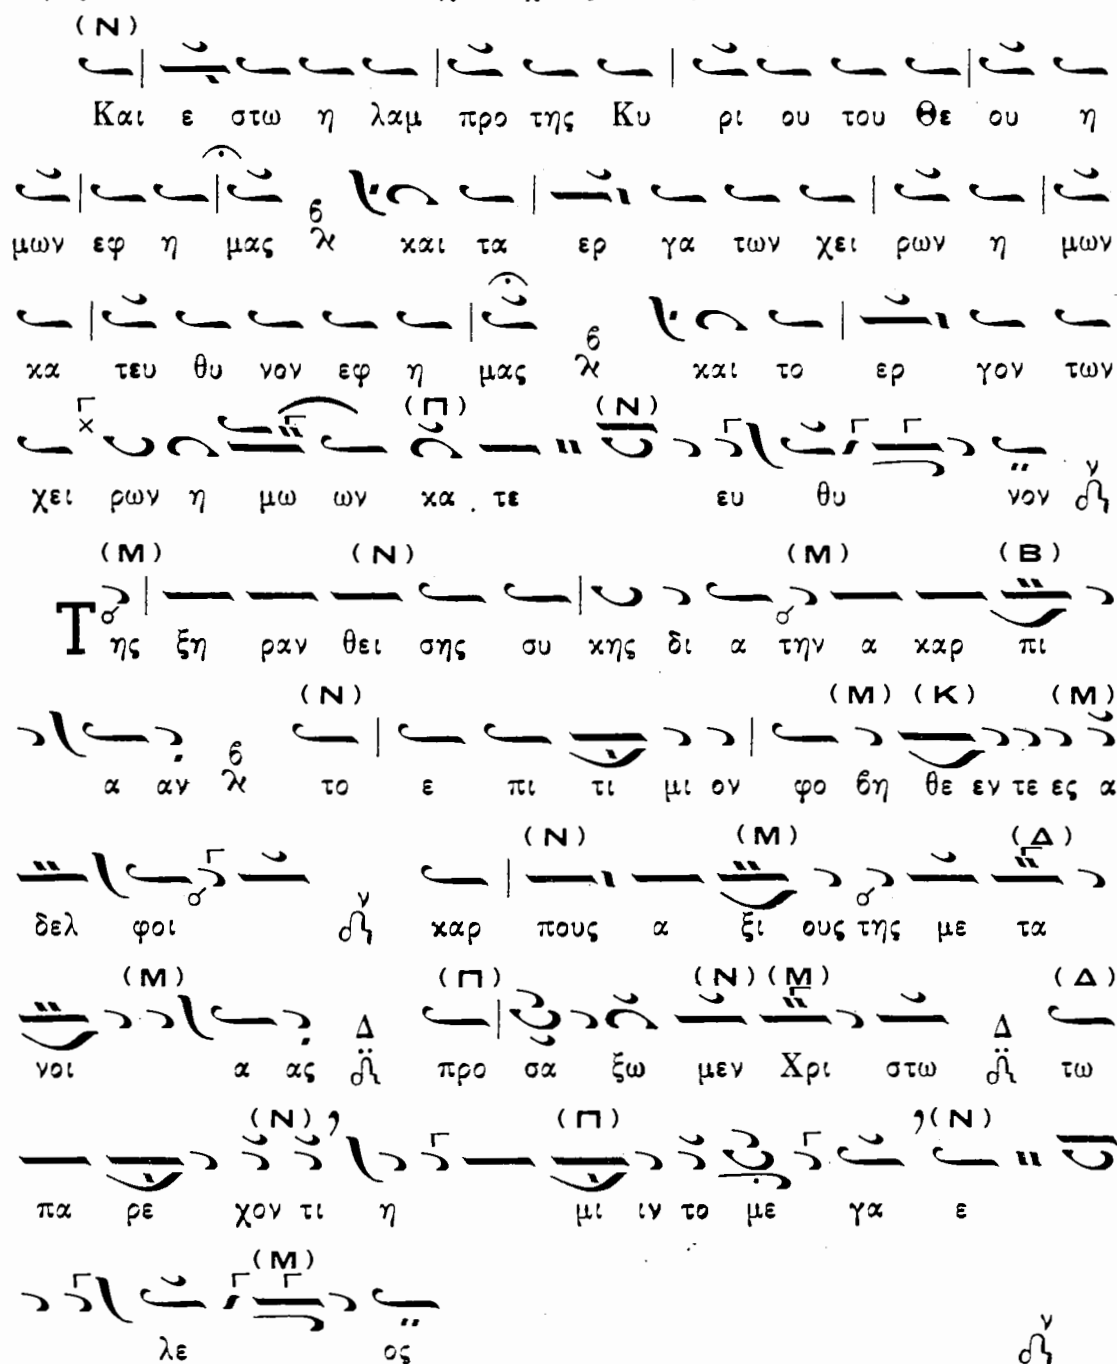 (Ν)
Και ε στω η λαμ προ της Κυ ρι ου του Θε ου η
μων εφ η μας και τα ερ γα των χει ρων η μων
κα τευ θυ νον εφ η μας και το ερ γον των
(Π) (Ν)
χει ρων η μω ων κα τε ευ θυ νον
(Μ) (Ν) (Μ) (Β)
Της ξη ραν θει σης συ κης δι α την α καρ πι
(Ν) (Μ) (Κ) (Μ)
α αν το ε πι τι μι ον φο βη θε εν τε ες α
(Ν) (Μ) (Δ)
δελ φοι καρ πους α ξι ους της με τα
(Μ) (Π) (Ν) (Μ) (Δ)
νοι α ας προ σα ξω μεν Χρι στω τω
(Ν) (Π) (Ν)
πα ρε χον τι η μι ιν το με γα ε
(Μ)
λε ος